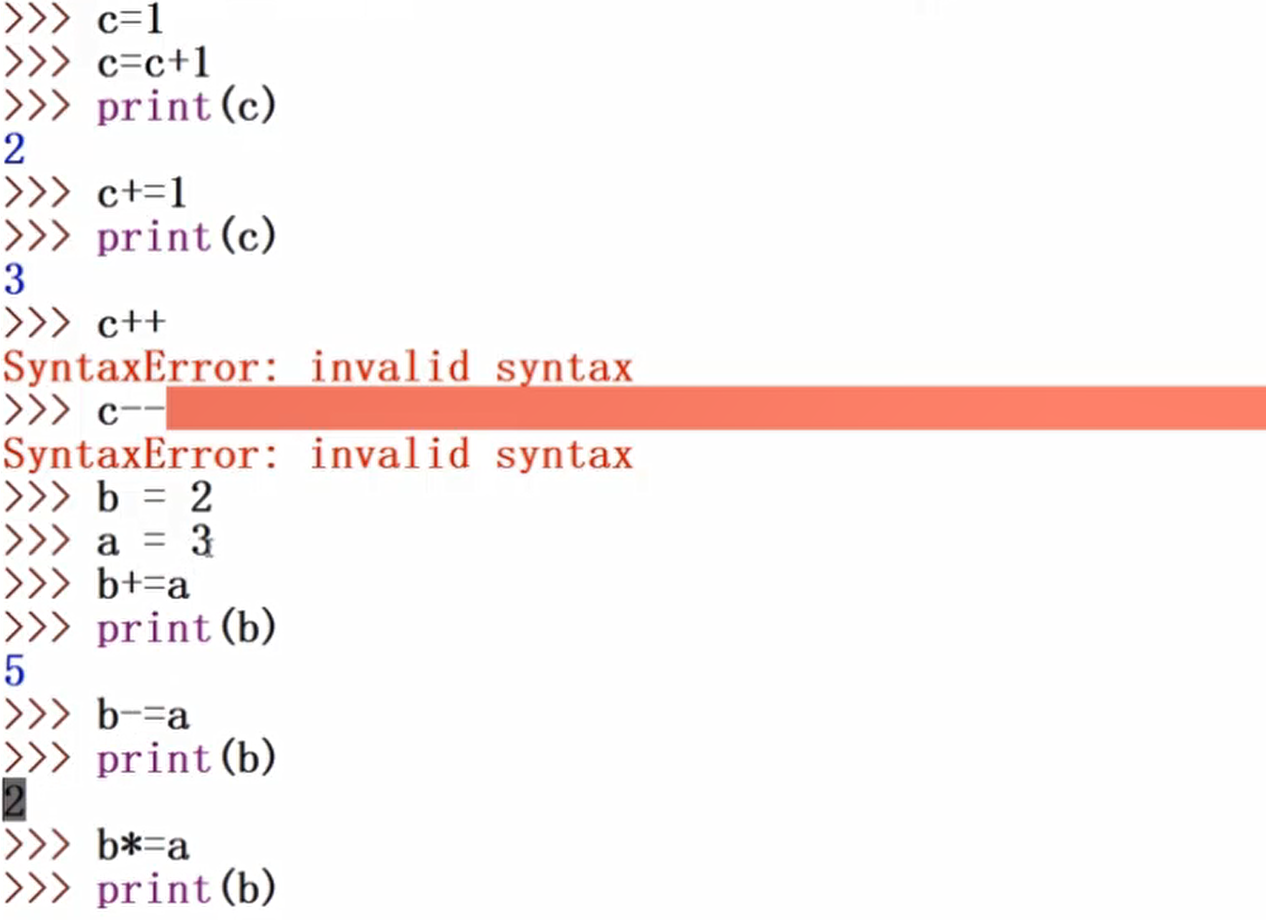 >>> c=1
>>> c=c+1
>>> print(c)
2
>>> c+=1
>>> print(c)
3
>>> c++
SyntaxError: invalid syntax
>>> c--
SyntaxError: invalid syntax
>>> b = 2
>>> a = 3
>>> b+=a
>>> print(b)
5
>>> b-=a
>>> print(b)
2
>>> b*=a
>>> print(b)